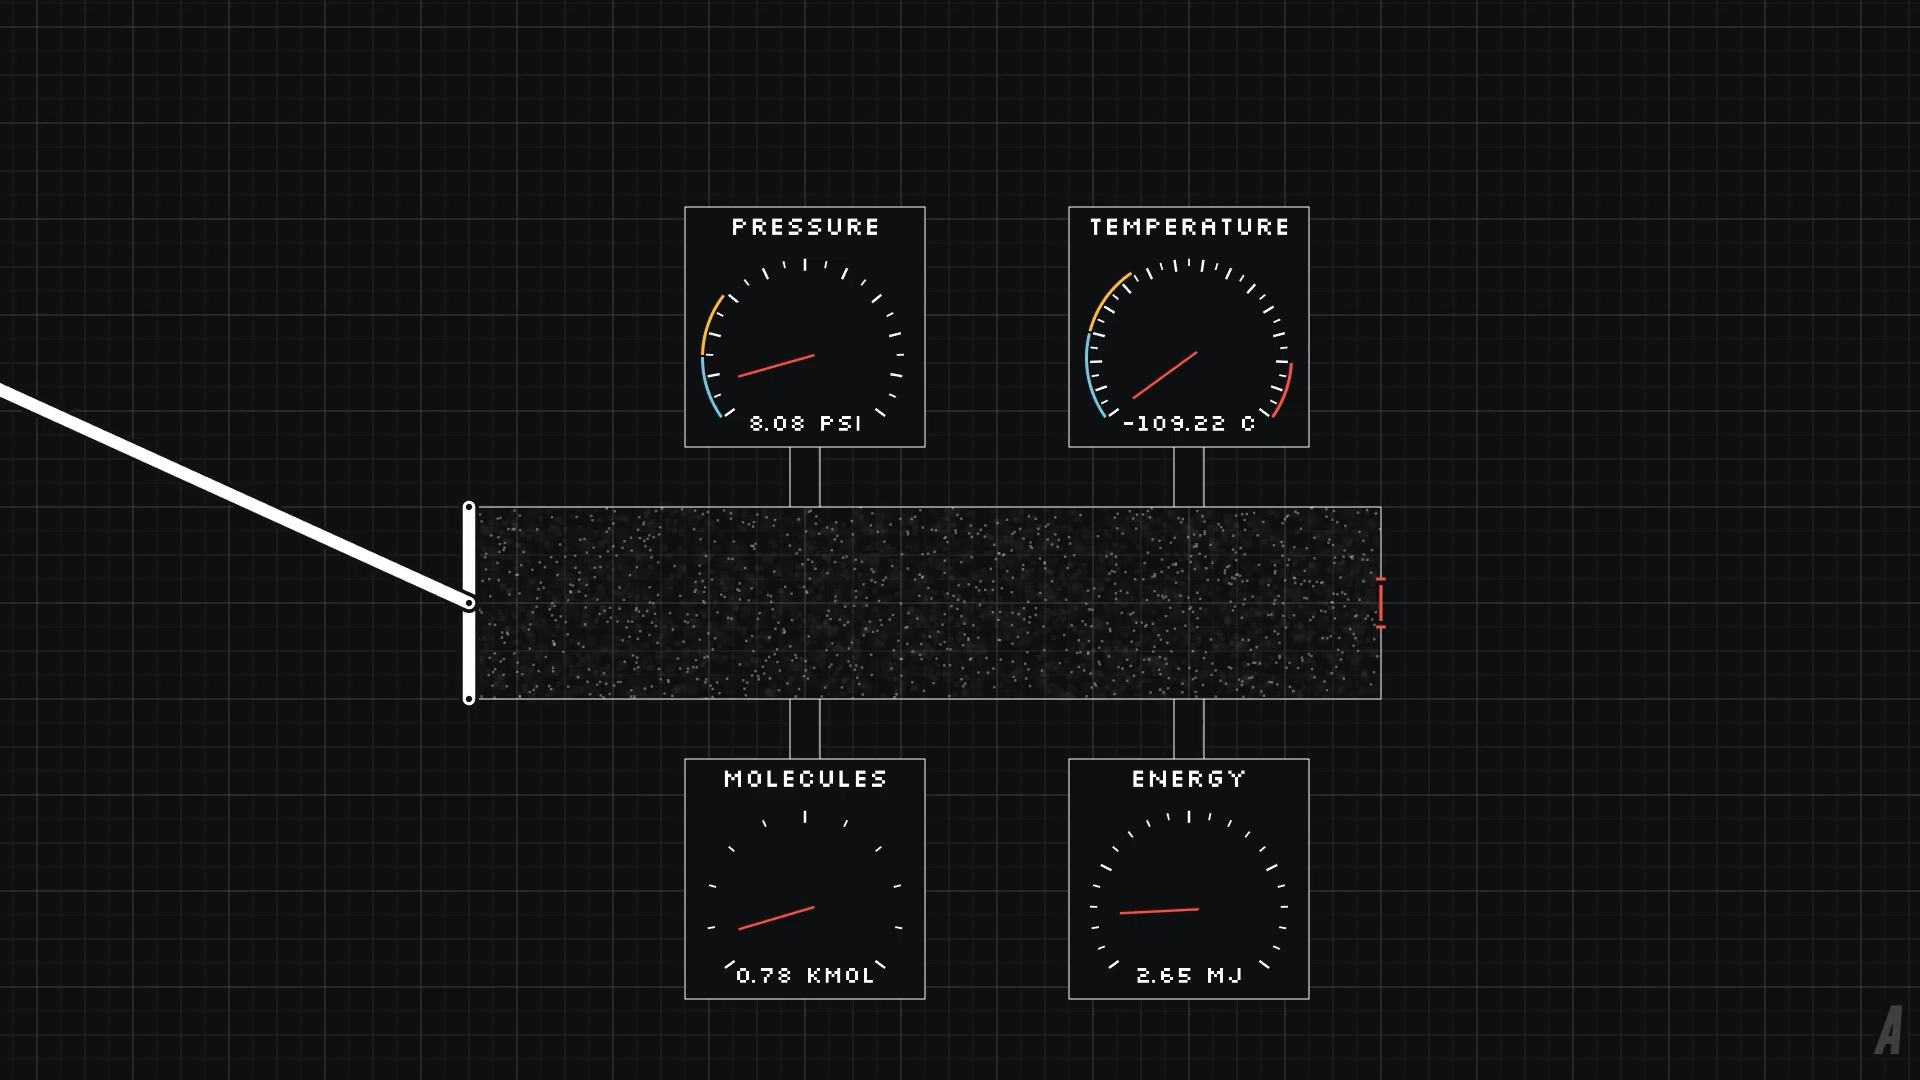 PRESSURE
8.08 PSI
TEMPERATURE
-109.22 C
MOLECULES
0.78 KMOL
ENERGY
2.65 MJ
A